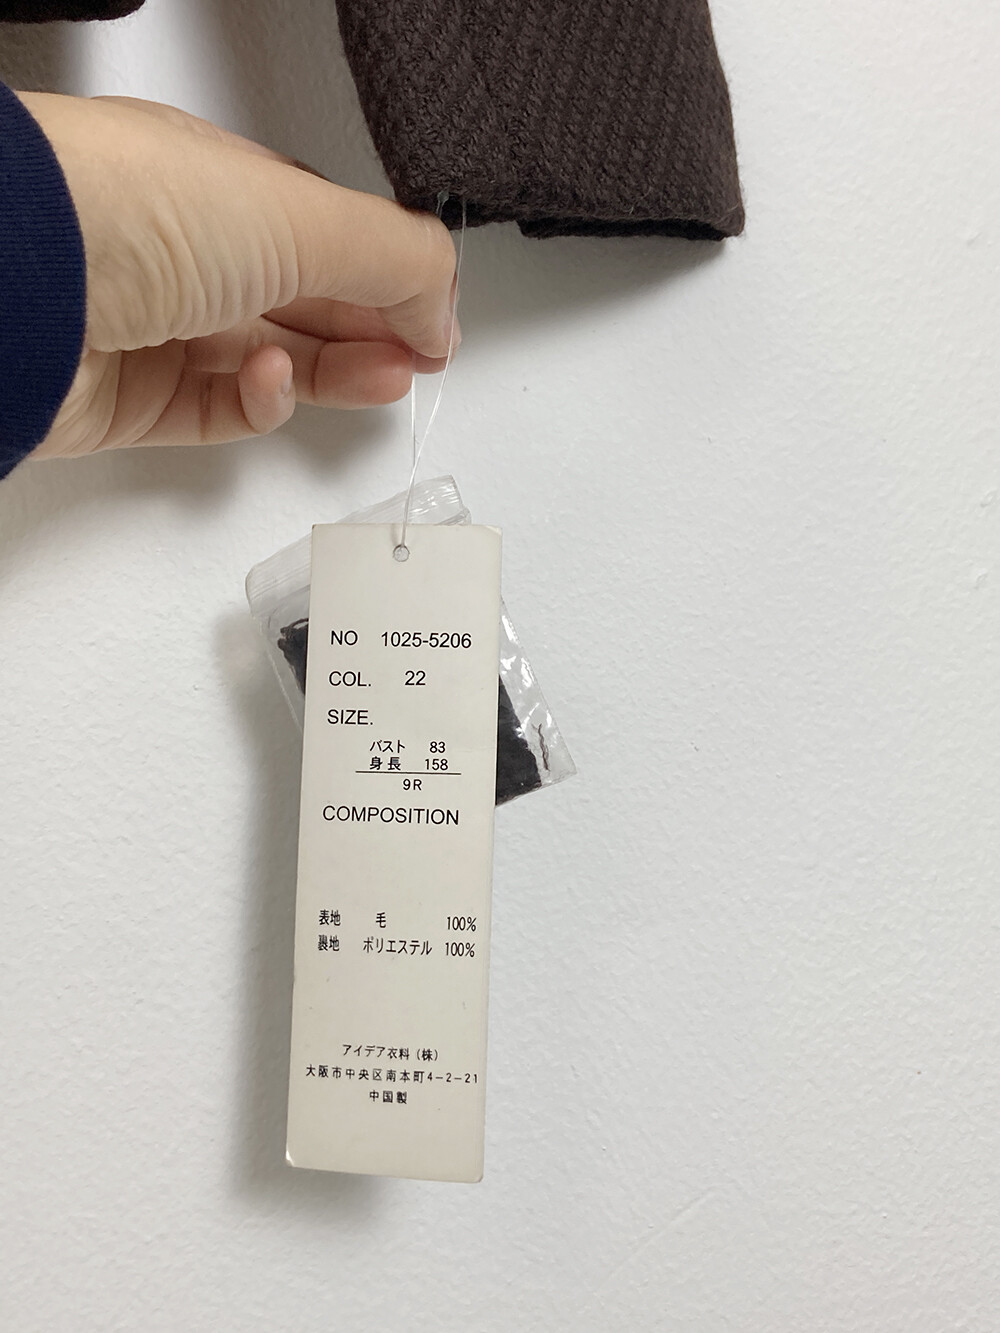 NO 1025-5206
COL. 22
SIZE.
バスト 83
身長 158
9R
COMPOSITION
表地 毛 100%
裏地 ポリエステル 100%
アイデア衣料(株)
大阪市中央区南本町4-2-21
中国製